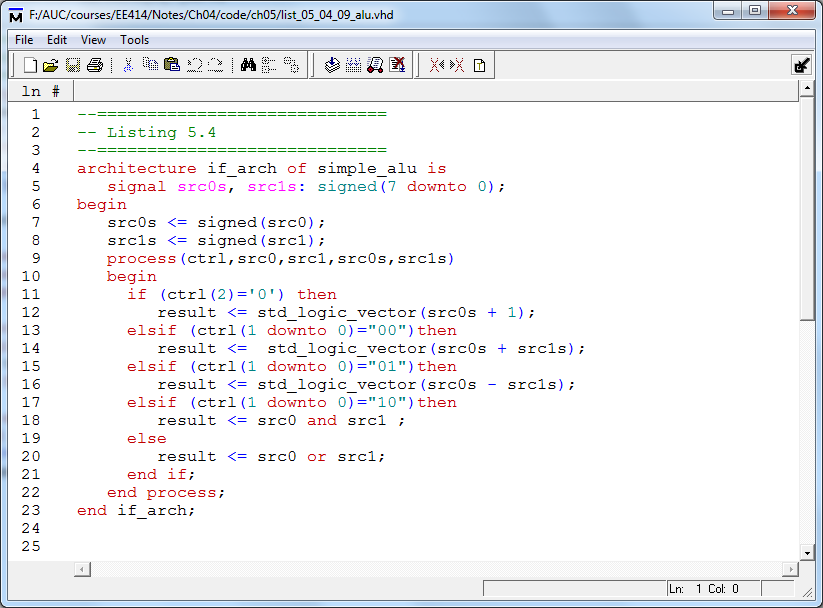 F:/AUC/courses/EE414/Notes/Ch04/code/ch05/list_05_04_09_alu.vhd
File Edit View Tools
ln #
1 --=============================
2 -- Listing 5.4
3 --=============================
4 architecture if_arch of simple_alu is
5 signal src0s, src1s: signed(7 downto 0);
6 begin
7 src0s <= signed(src0);
8 src1s <= signed(src1);
9 process(ctrl,src0,src1,src0s,src1s)
10 begin
11 if (ctrl(2)='0') then
12 result <= std_logic_vector(src0s + 1);
13 elsif (ctrl(1 downto 0)="00")then
14 result <=  std_logic_vector(src0s + src1s);
15 elsif (ctrl(1 downto 0)="01")then
16 result <= std_logic_vector(src0s - src1s);
17 elsif (ctrl(1 downto 0)="10")then
18 result <= src0 and src1 ;
19 else
20 result <= src0 or src1;
21 end if;
22 end process;
23 end if_arch;
24
25
Ln: 1 Col: 0